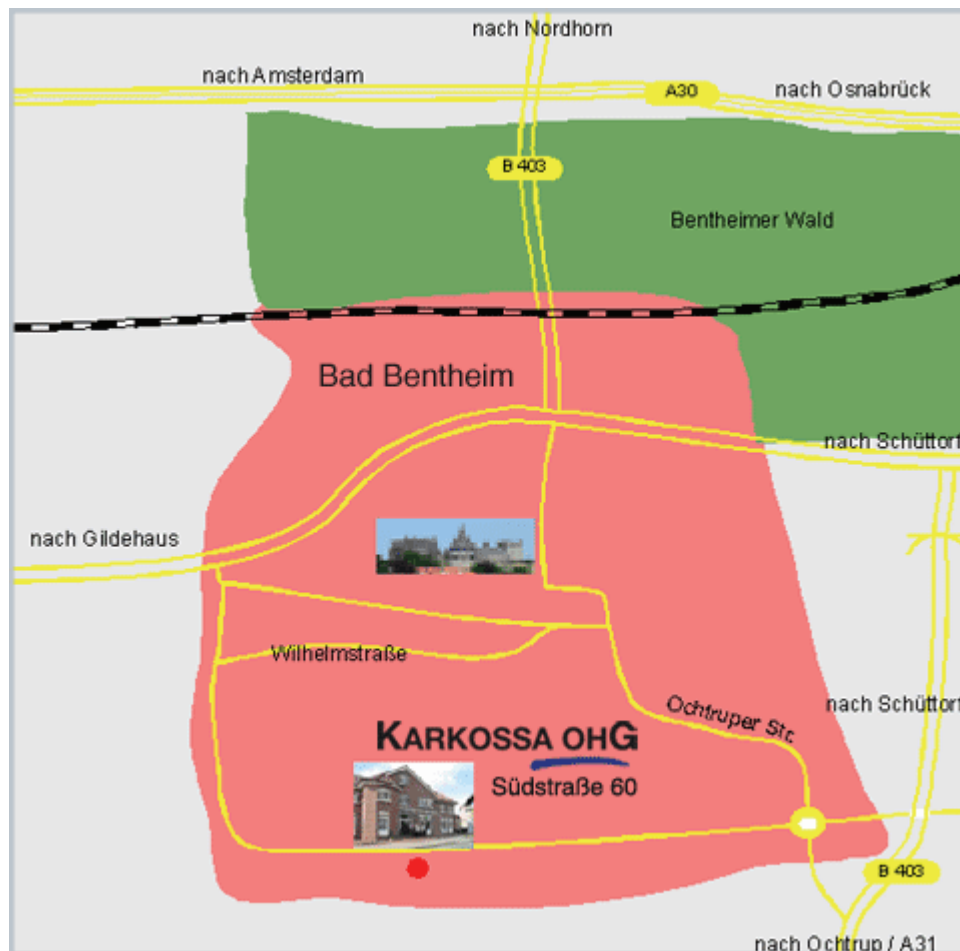 nach Nordhorn
nach Amsterdam
A30
nach Osnabrück
B 403
Bentheimer Wald
Bad Bentheim
nach Schüttorf
nach Gildehaus
Wilhelmstraße
nach Schüttorf
Ochtruper Str.
KARKOSSA OHG
Südstraße 60
B 403
nach Ochtrup / A31